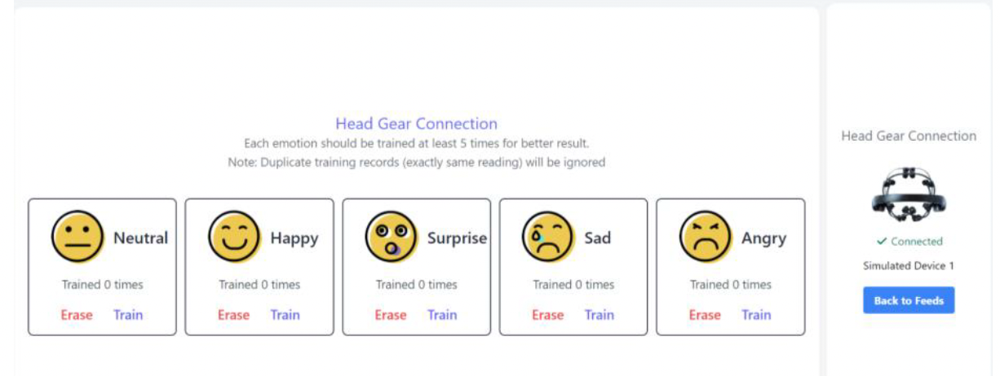 Head Gear Connection
Each emotion should be trained at least 5 times for better result.
Note: Duplicate training records (exactly same reading) will be ignored
Neutral
Trained 0 times
Erase Train
Happy
Trained 0 times
Erase Train
Surprise
Trained 0 times
Erase Train
Sad
Trained 0 times
Erase Train
Angry
Trained 0 times
Erase Train
Head Gear Connection
✓ Connected
Simulated Device 1
Back to Feeds